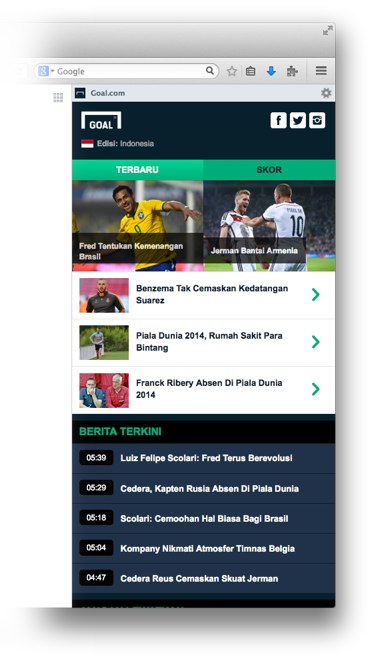 Google
Goal.com
GOAL
Edisi: Indonesia
TERBARU
SKOR
Fred Tentukan Kemenangan
Brasil
Jerman Bantai Armenia
Benzema Tak Cemaskan Kedatangan
Suarez
Piala Dunia 2014, Rumah Sakit Para
Bintang
Franck Ribery Absen Di Piala Dunia
2014
BERITA TERKINI
05:39 Luiz Felipe Scolari: Fred Terus Berevolusi
05:29 Cedera, Kapten Rusia Absen Di Piala Dunia
05:18 Scolari: Cemoohan Hal Biasa Bagi Brasil
05:04 Kompany Nikmati Atmosfer Timnas Belgia
04:47 Cedera Reus Cemaskan Skuat Jerman